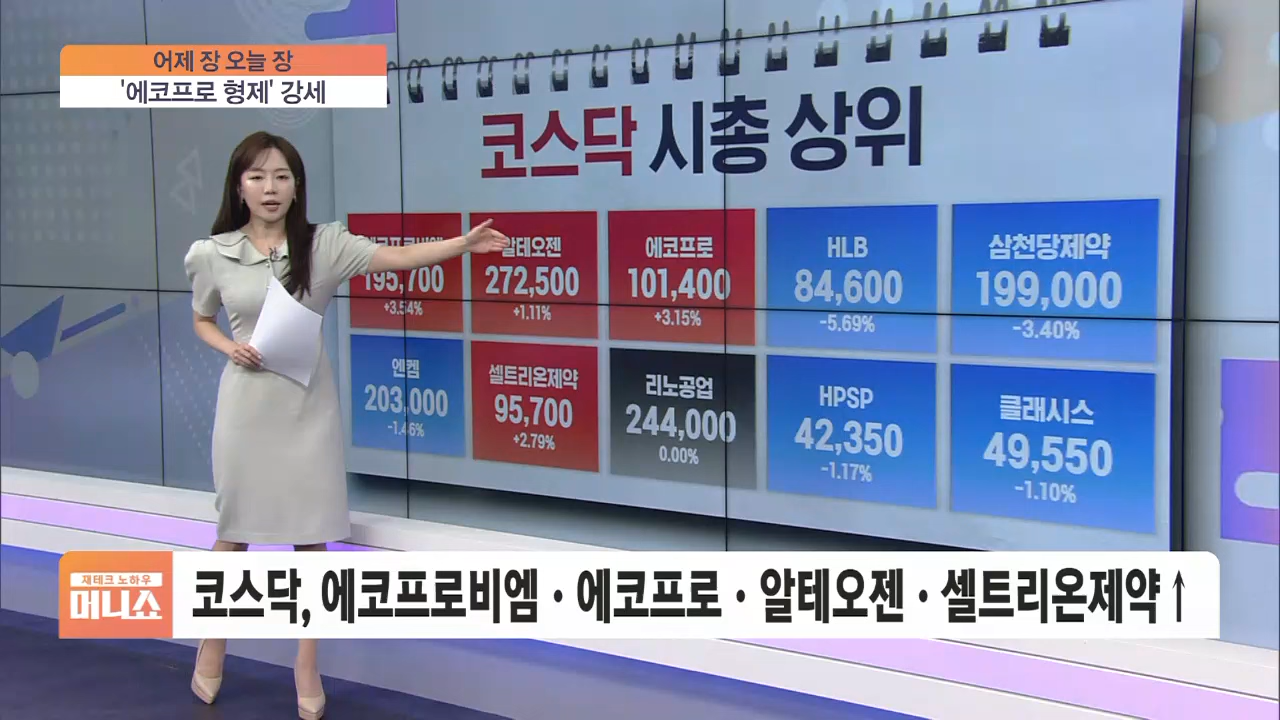 어제 장 오늘 장
'에코프로 형제' 강세
코스닥 시총 상위
에코프로비엠
195,700
+3.54%
알테오젠
272,500
+1.11%
에코프로
101,400
+3.15%
HLB
84,600
-5.69%
삼천당제약
199,000
-3.40%
엔켐
203,000
-1.46%
셀트리온제약
95,700
+2.79%
리노공업
244,000
0.00%
HPSP
42,350
-1.17%
클래시스
49,550
-1.10%
재테크 노하우
머니쇼
코스닥, 에코프로비엠·에코프로·알테오젠·셀트리온제약↑